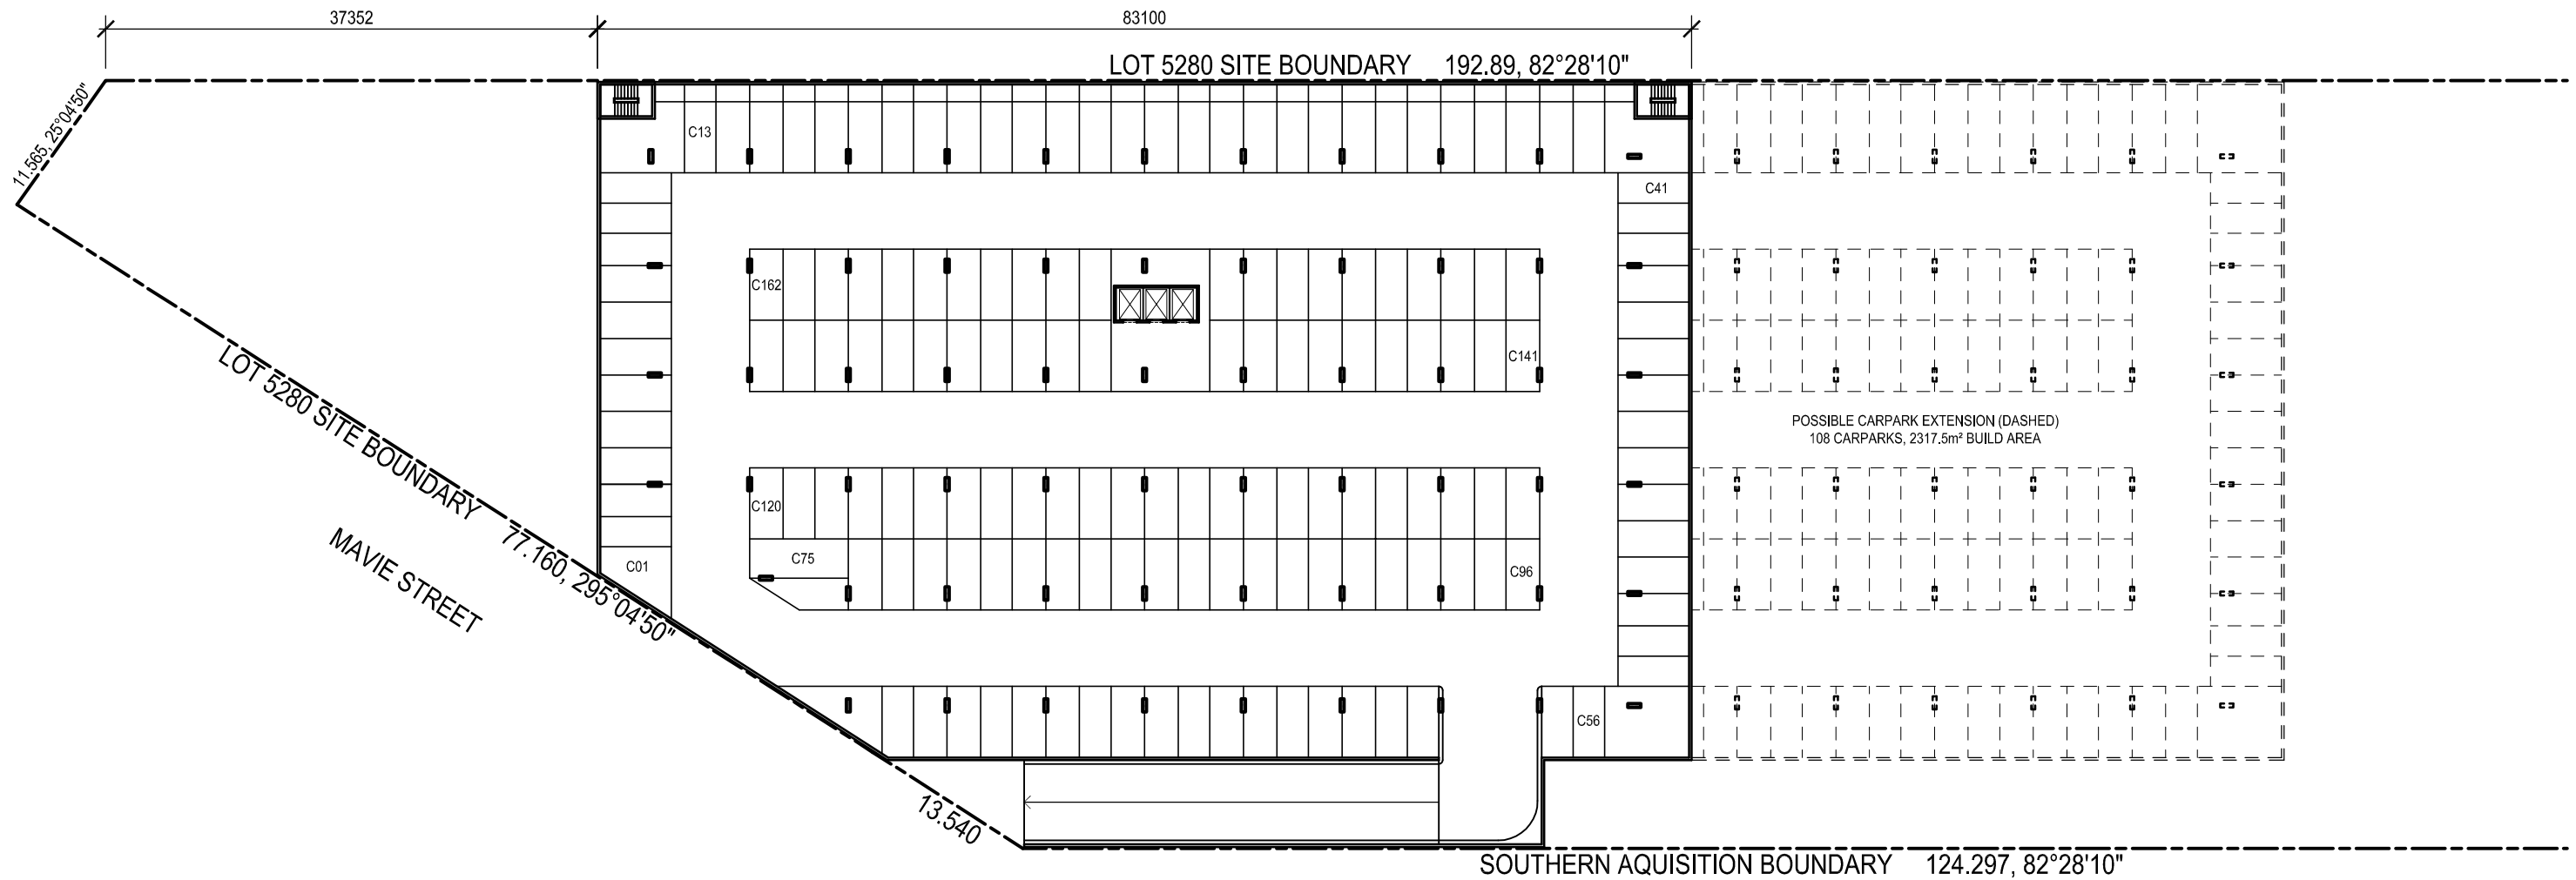 37352
83100
LOT 5280 SITE BOUNDARY 192.89, 82°28'10"
11.565, 25°04'50"
C13
C41
C162
C141
LOT 5280 SITE BOUNDARY 77.160, 295°04'50"
MAVIE STREET
POSSIBLE CARPARK EXTENSION (DASHED)
108 CARPARKS, 2317.5m² BUILD AREA
C120
C75
C01
C96
C56
13.540
SOUTHERN AQUISITION BOUNDARY 124.297, 82°28'10"